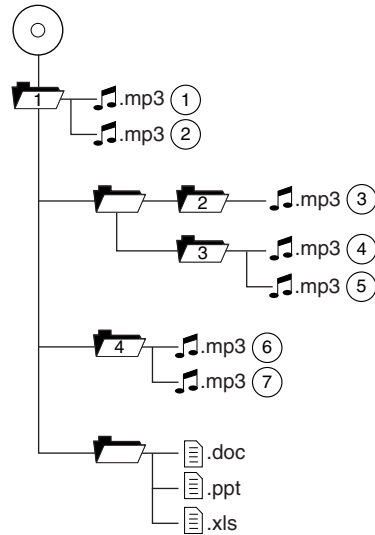 1 .mp3 1
.mp3 2
2 .mp3 3
3 .mp3 4
.mp3 5
4 .mp3 6
.mp3 7
.doc
.ppt
.xls